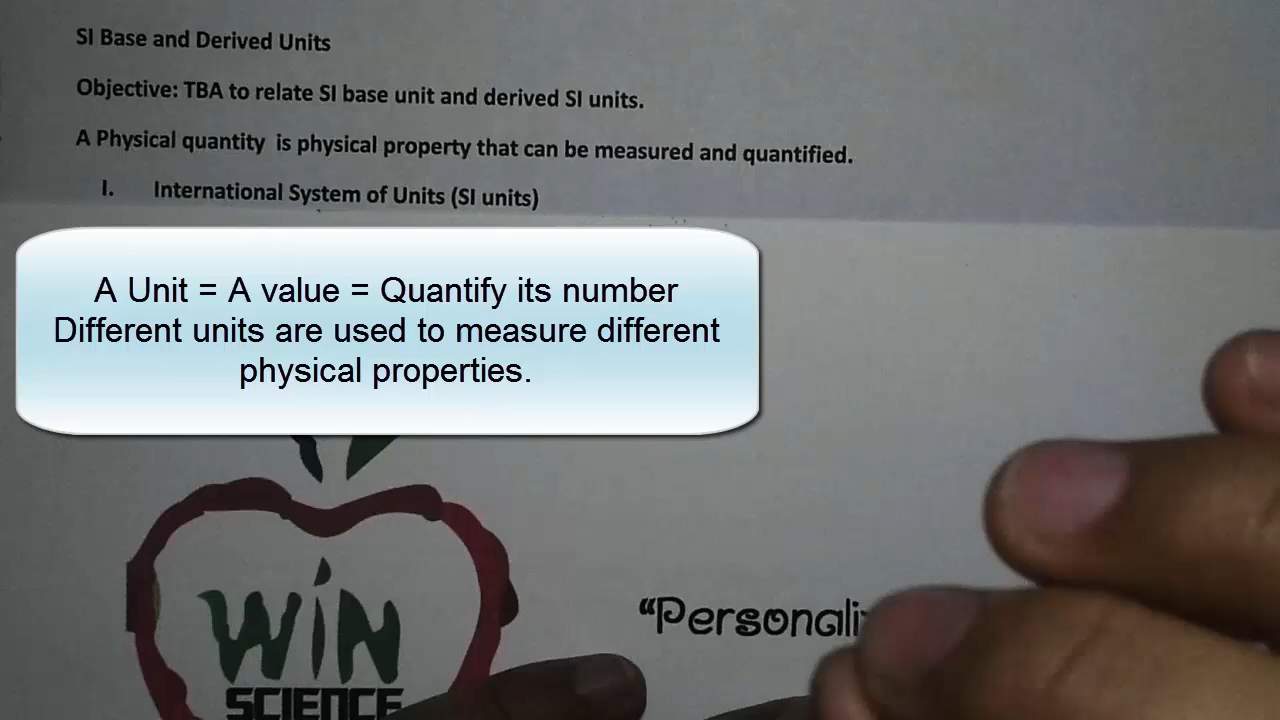 SI Base and Derived Units
Objective: TBA to relate SI base unit and derived SI units.
A Physical quantity is physical property that can be measured and quantified.
I. International System of Units (SI units)
A Unit = A value = Quantify its number
Different units are used to measure different
physical properties.
WiN
SCIENCE